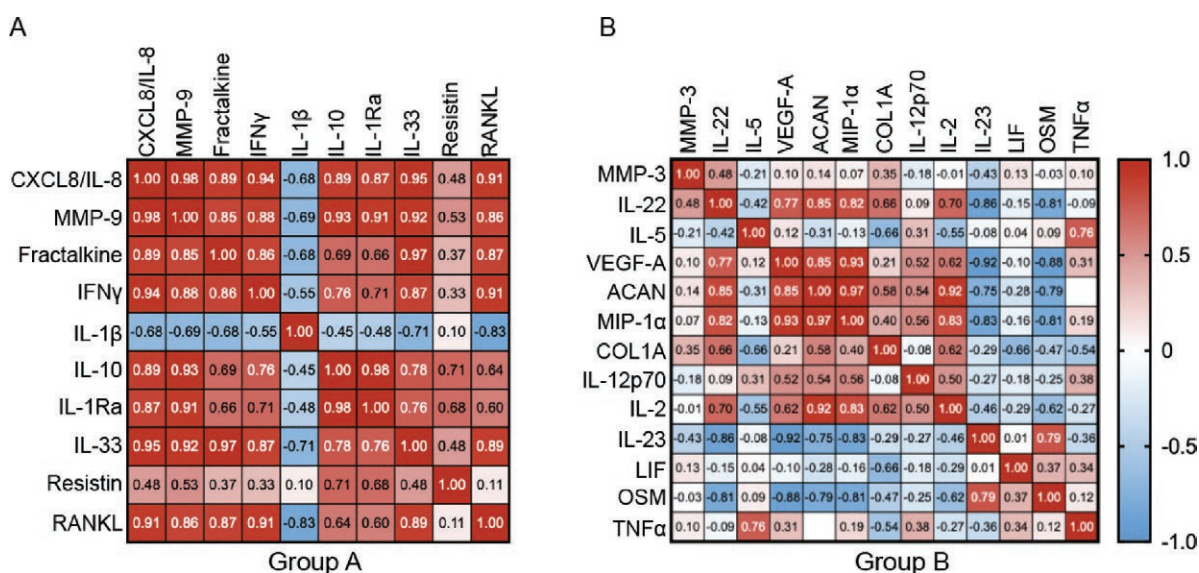 A
CXCL8/IL-8 MMP-9 Fractalkine IFNγ IL-1β IL-10 IL-1Ra IL-33 Resistin RANKL
CXCL8/IL-8 1.00 0.98 0.89 0.94 -0.68 0.89 0.87 0.95 0.48 0.91
MMP-9 0.98 1.00 0.85 0.88 -0.69 0.93 0.91 0.92 0.53 0.86
Fractalkine 0.89 0.85 1.00 0.86 -0.68 0.69 0.66 0.97 0.37 0.87
IFNγ 0.94 0.88 0.86 1.00 -0.55 0.76 0.71 0.87 0.33 0.91
IL-1β -0.68 -0.69 -0.68 -0.55 1.00 -0.45 -0.48 -0.71 0.10 -0.83
IL-10 0.89 0.93 0.69 0.76 -0.45 1.00 0.98 0.78 0.71 0.64
IL-1Ra 0.87 0.91 0.66 0.71 -0.48 0.98 1.00 0.76 0.68 0.60
IL-33 0.95 0.92 0.97 0.87 -0.71 0.78 0.76 1.00 0.48 0.89
Resistin 0.48 0.53 0.37 0.33 0.10 0.71 0.68 0.48 1.00 0.11
RANKL 0.91 0.86 0.87 0.91 -0.83 0.64 0.60 0.89 0.11 1.00
Group A
B
MMP-3 IL-22 IL-5 VEGF-A ACAN MIP-1α COL1A IL-12p70 IL-2 IL-23 LIF OSM TNFα
MMP-3 1.00 0.48 -0.21 0.10 0.14 0.07 0.35 -0.18 -0.01 -0.43 0.13 -0.03 0.10
IL-22 0.48 1.00 -0.42 0.77 0.85 0.82 0.66 0.09 0.70 -0.86 -0.15 -0.81 -0.09
IL-5 -0.21 -0.42 1.00 0.12 -0.31 -0.13 -0.66 0.31 -0.55 -0.08 0.04 0.09 0.76
VEGF-A 0.10 0.77 0.12 1.00 0.85 0.93 0.21 0.52 0.62 -0.92 -0.10 -0.88 0.31
ACAN 0.14 0.85 -0.31 0.85 1.00 0.97 0.58 0.54 0.92 -0.75 -0.28 -0.79
MIP-1α 0.07 0.82 -0.13 0.93 0.97 1.00 0.40 0.56 0.83 -0.83 -0.16 -0.81 0.19
COL1A 0.35 0.66 -0.66 0.21 0.58 0.40 1.00 -0.08 0.62 -0.29 -0.66 -0.47 -0.54
IL-12p70 -0.18 0.09 0.31 0.52 0.54 0.56 -0.08 1.00 0.50 -0.27 -0.18 -0.25 0.38
IL-2 -0.01 0.70 -0.55 0.62 0.92 0.83 0.62 0.50 1.00 -0.46 -0.29 -0.62 -0.27
IL-23 -0.43 -0.86 -0.08 -0.92 -0.75 -0.83 -0.29 -0.27 -0.46 1.00 0.01 0.79 -0.36
LIF 0.13 -0.15 0.04 -0.10 -0.28 -0.16 -0.66 -0.18 -0.29 0.01 1.00 0.37 0.34
OSM -0.03 -0.81 0.09 -0.88 -0.79 -0.81 -0.47 -0.25 -0.62 0.79 0.37 1.00 0.12
TNFα 0.10 -0.09 0.76 0.31 0.19 -0.54 0.38 -0.27 -0.36 0.34 0.12 1.00
Group B
1.0
0.5
0
-0.5
-1.0